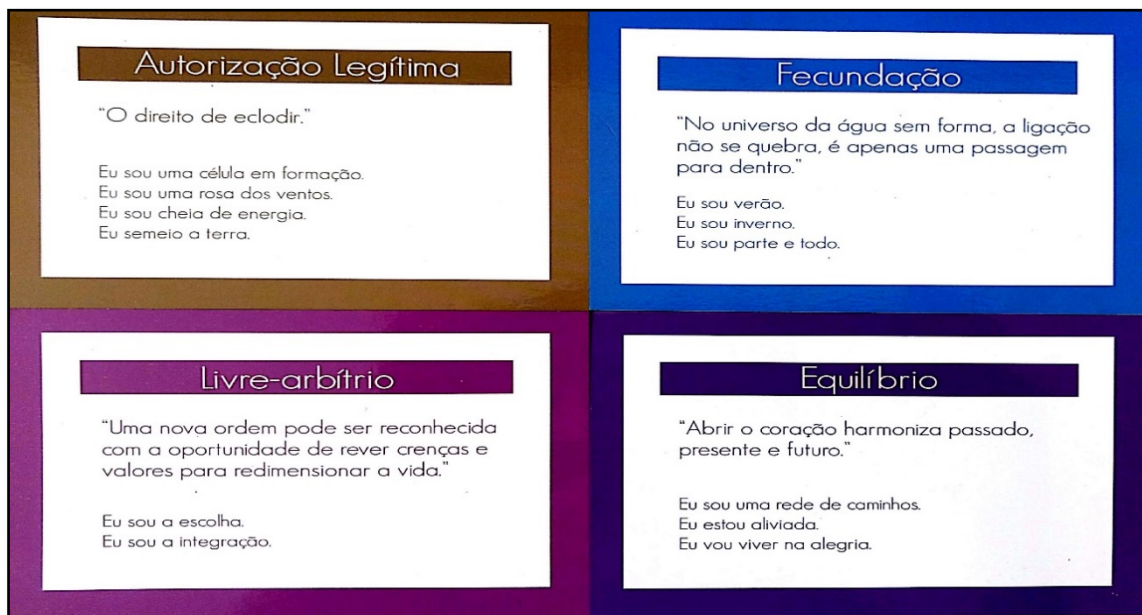 Autorização Legítima
"O direito de eclodir."
Eu sou uma célula em formação.
Eu sou uma rosa dos ventos.
Eu sou cheia de energia.
Eu semeio a terra.
Fecundação
"No universo da água sem forma, a ligação
não se quebra, é apenas uma passagem
para dentro."
Eu sou verão.
Eu sou inverno.
Eu sou parte e todo.
Livre-arbítrio
"Uma nova ordem pode ser reconhecida
com a oportunidade de rever crenças e
valores para redimensionar a vida."
Eu sou a escolha.
Eu sou a integração.
Equilíbrio
"Abrir o coração harmoniza passado,
presente e futuro."
Eu sou uma rede de caminhos.
Eu estou aliviada.
Eu vou viver na alegria.